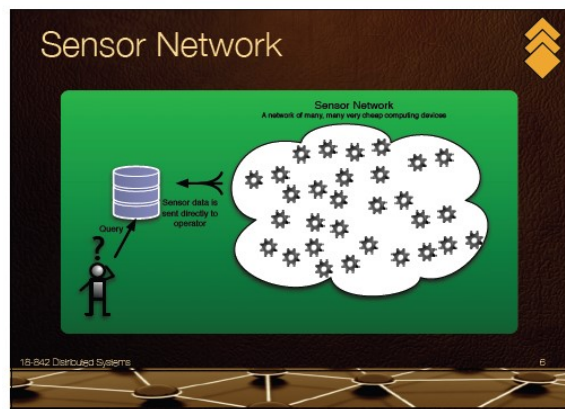 Sensor Network
Sensor Network
A network of many, many very cheap computing devices
Sensor data is
sent directly to
operator
Query
?
18-842 Distributed Systems
6